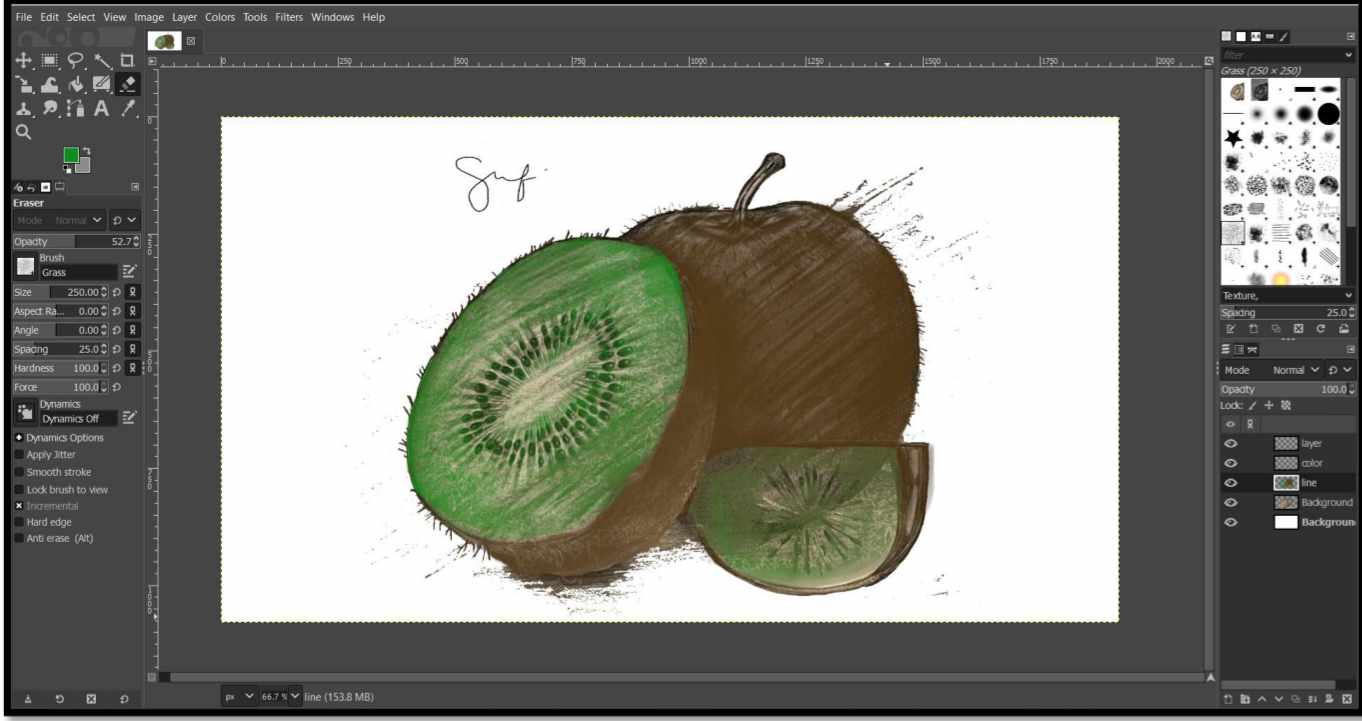 File Edit Select View Image Layer Colors Tools Filters Windows Help
0 250 500 750 1000 1250 1500 1750 2000
filter
Grass (250 × 250)
Eraser
Mode Normal
Opacity 52.7
Brush
Grass
Size 250.00
Aspect Ra... 0.00
Angle 0.00
Spacing 25.0
Hardness 100.0
Force 100.0
Dynamics
Dynamics Off
Dynamics Options
Apply Jitter
Smooth stroke
Lock brush to view
Incremental
Hard edge
Anti erase (Alt)
px 66.7 % line (153.8 MB)
Texture,
Spacing 25.0
Mode Normal
Opacity 100.0
Lock:
layer
color
line
Background
Backgroun